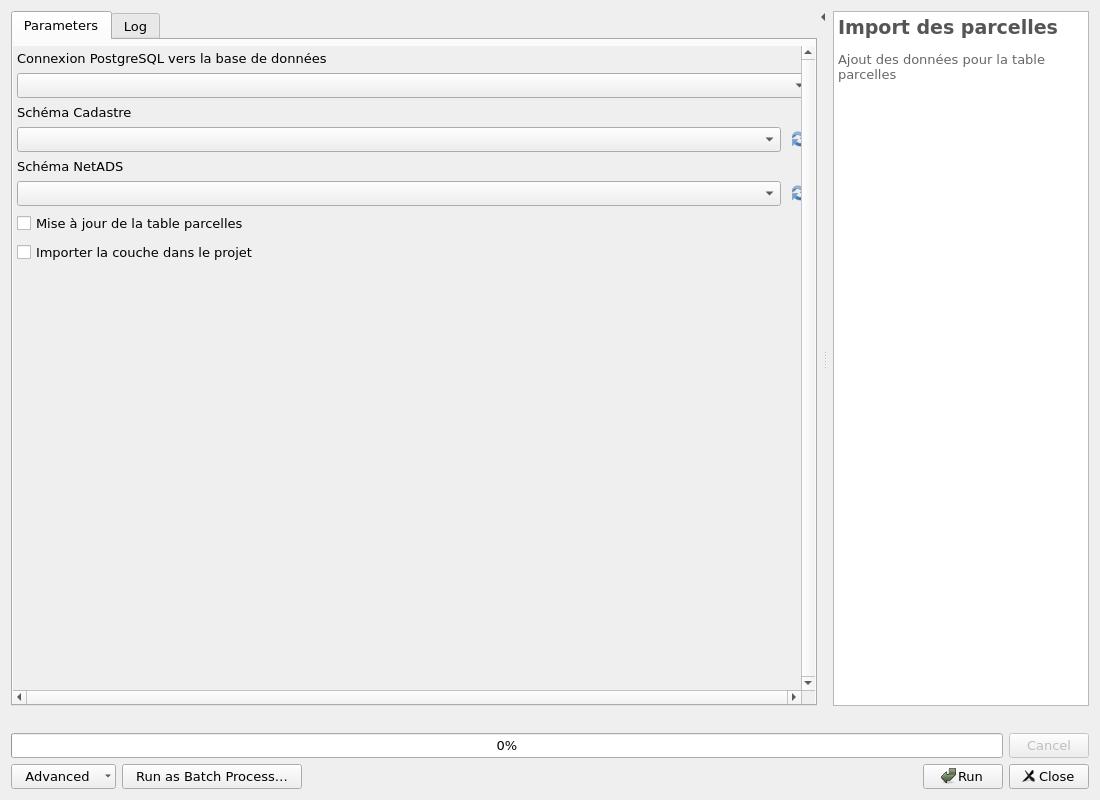 Parameters
Log
Connexion PostgreSQL vers la base de données
Schéma Cadastre
Schéma NetADS
Mise à jour de la table parcelles
Importer la couche dans le projet
Import des parcelles
Ajout des données pour la table
parcelles
0%
Cancel
Advanced
Run as Batch Process...
Run
Close